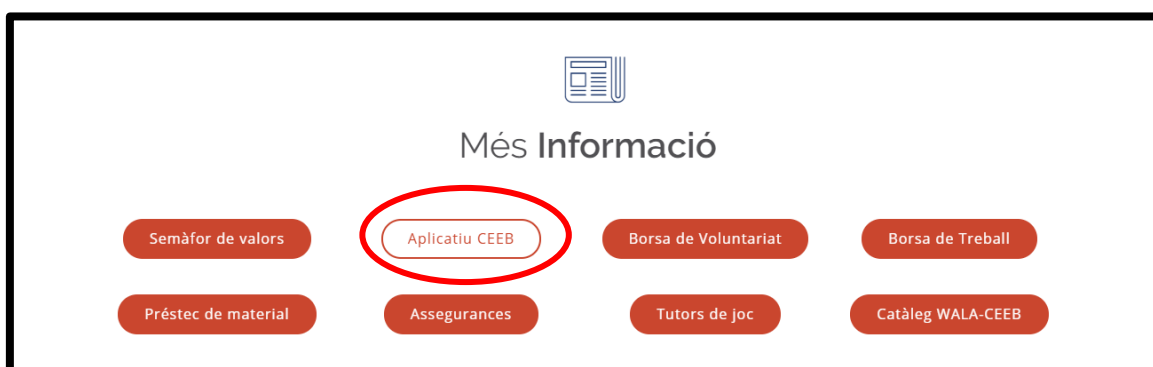 Més Informació
Semàfor de valors
Aplicatiu CEEB
Borsa de Voluntariat
Borsa de Treball
Préstec de material
Assegurances
Tutors de joc
Catàleg WALA-CEEB